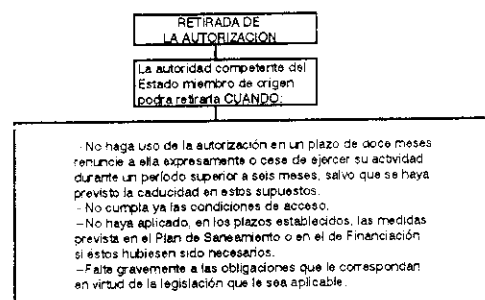 RETIRADA DE
LA AUTORIZACION
La autoridad competente del
Estado miembro de origen
podra retirarla CUANDO:
- No haga uso de la autorización en un plazo de doce meses
renuncie a ella expresamente o cese de ejercer su actividad
durante un período superior a seis meses, salvo que se haya
previsto la caducidad en estos supuestos.
- No cumpla ya las condiciones de acceso.
-No haya aplicado, en los plazos establecidos, las medidas
prevista en el Plan de Saneamiento o en el de Financiación
si éstos hubiesen sido necesarios.
-Falte gravemente a las obligaciones que le correspondan
en virtud de la legislación que le sea aplicable.